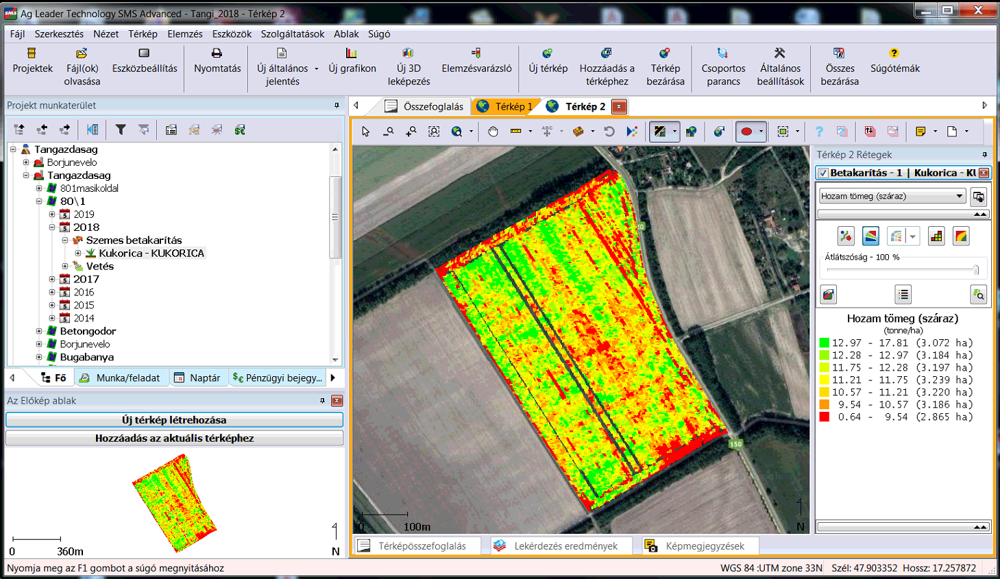 SMS Ag Leader Technology SMS Advanced - Tangi_2018 - Térkép 2
Fájl Szerkesztés Nézet Térkép Elemzés Eszközök Szolgáltatások Ablak Súgó
Projektek
Fájl(ok) olvasása
Eszközbeállítás
Nyomtatás
Új általános jelentés
Új grafikon
Új 3D leképezés
Elemzésvarázsló
Új térkép
Hozzáadás a térképhez
Térkép bezárása
Csoportos parancs
Általános beállítások
Összes bezárása
Súgótémák
Projekt munkaterület
Tangazdasag
Borjunevelo
Tangazdasag
801masikoldal
80\1
2019
2018
Szemes betakarítás
Kukorica - KUKORICA
Vetés
2017
2016
2015
2014
Betongodor
Borjunevelo
Bugabanya
Fő Munka/feladat Naptár Pénzügyi bejegy...
Az Előkép ablak
Új térkép létrehozása
Hozzáadás az aktuális térképhez
0 360m N
Összefoglalás Térkép 1 Térkép 2
ABC
150
0 100m N
Térképösszefoglalás Lekérdezés eredmények Képmegjegyzések
Térkép 2 Rétegek
Betakarítás - 1 | Kukorica - KU
Hozam tömeg (száraz)
Átlátszóság - 100 %
Hozam tömeg (száraz)
(tonne/ha)
12.97 - 17.81 (3.072 ha)
12.28 - 12.97 (3.184 ha)
11.75 - 12.28 (3.197 ha)
11.21 - 11.75 (3.239 ha)
10.57 - 11.21 (3.220 ha)
9.54 - 10.57 (3.186 ha)
0.64 - 9.54 (2.865 ha)
Nyomja meg az F1 gombot a súgó megnyitásához
WGS 84 :UTM zone 33N Szél: 47.903352 Hossz: 17.257872